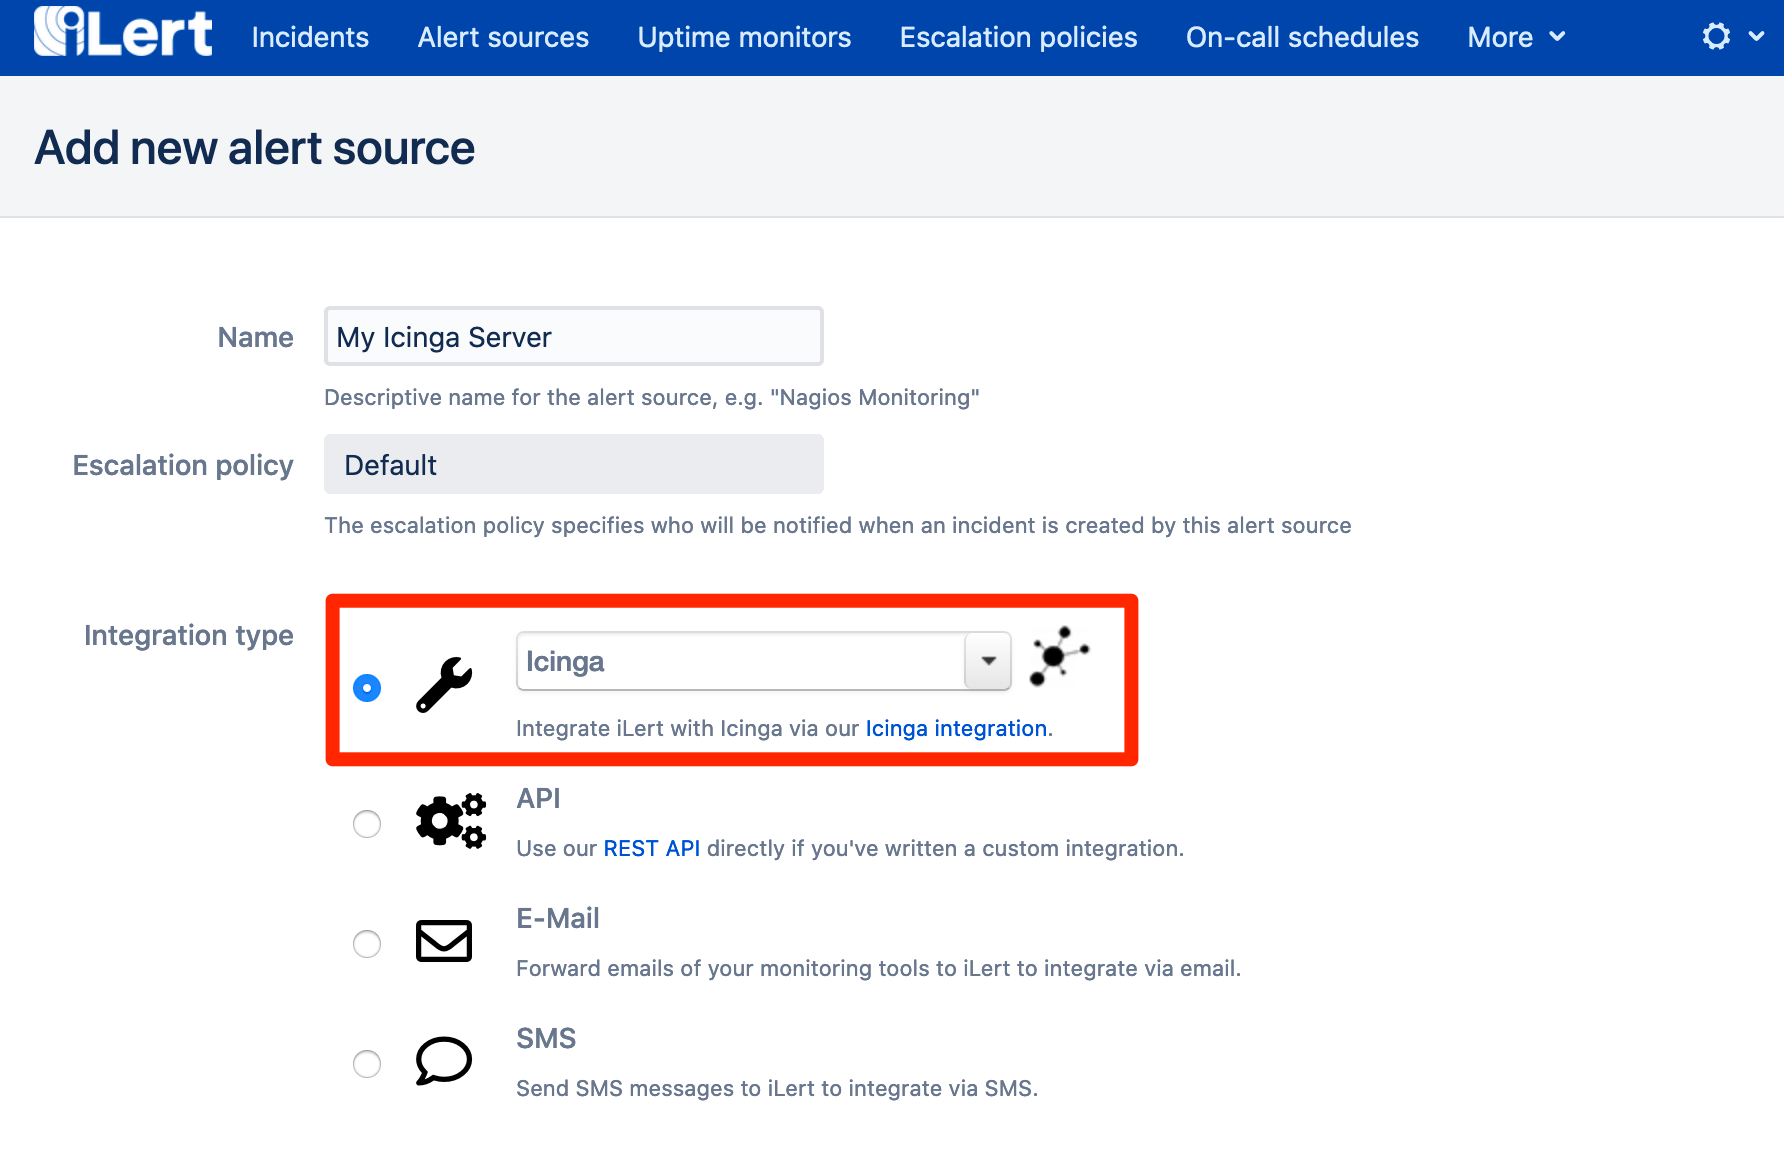 iLert Incidents Alert sources Uptime monitors Escalation policies On-call schedules More
Add new alert source
Name My Icinga Server
Descriptive name for the alert source, e.g. "Nagios Monitoring"
Escalation policy Default
The escalation policy specifies who will be notified when an incident is created by this alert source
Integration type Icinga
Integrate iLert with Icinga via our Icinga integration.
API
Use our REST API directly if you've written a custom integration.
E-Mail
Forward emails of your monitoring tools to iLert to integrate via email.
SMS
Send SMS messages to iLert to integrate via SMS.